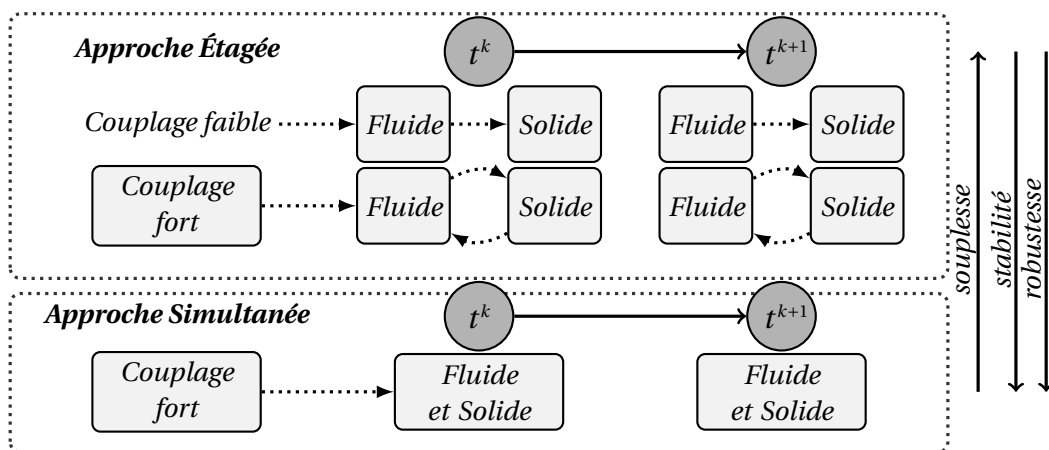 Approche Étagée
t^k
t^{k+1}
Couplage faible
Fluide
Solide
Fluide
Solide
Couplage
fort
Fluide
Solide
Fluide
Solide
Approche Simultanée
t^k
t^{k+1}
Couplage
fort
Fluide
et Solide
Fluide
et Solide
souplesse
stabilité
robustesse